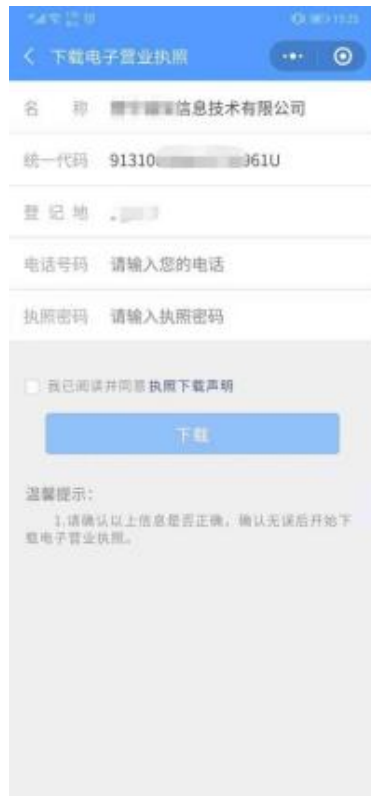 下载电子营业执照
名 称 信息技术有限公司
统一代码 91310 961U
登 记 地
电话号码 请输入您的电话
执照密码 请输入执照密码
我已阅读并同意执照下载声明
下载
温馨提示：
1.请确认以上信息是否正确，确认无误后开始下
载电子营业执照。